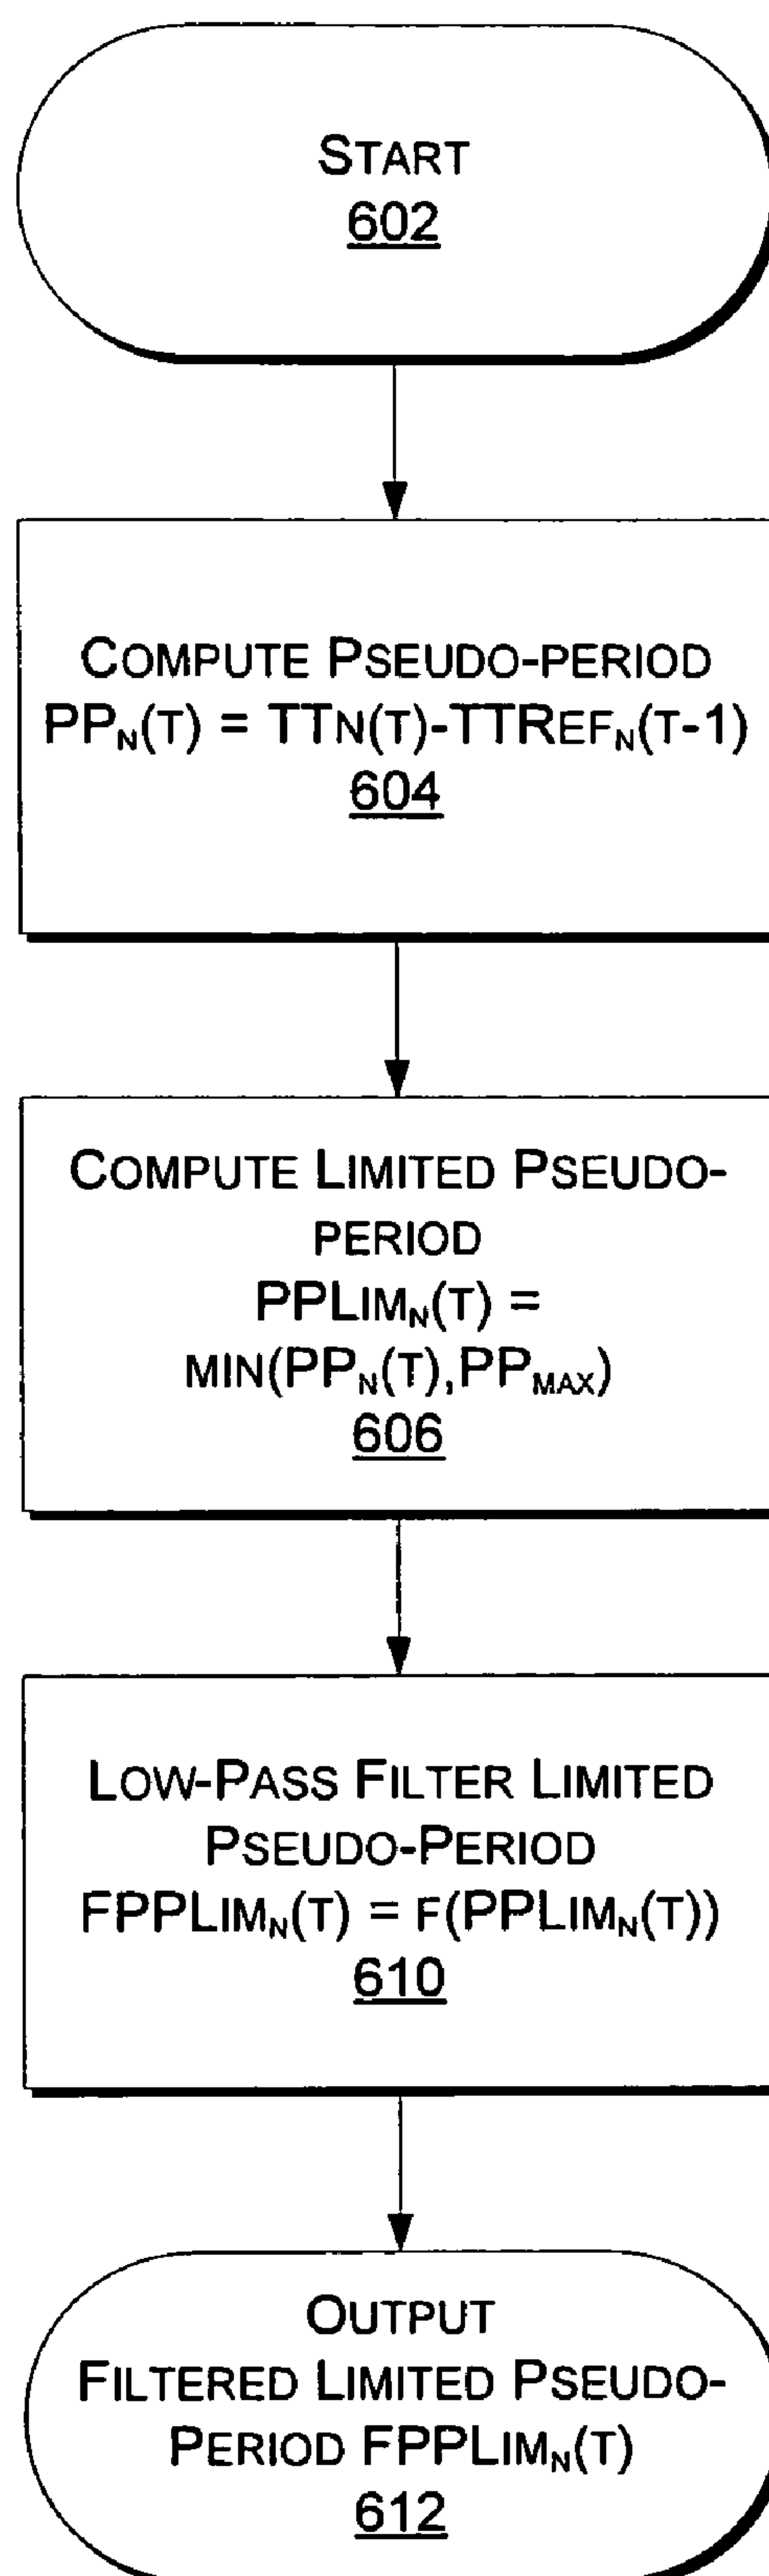 START
602
COMPUTE PSEUDO-PERIOD
PPN(T) = TTN(T)-TTREFN(T-1)
604
COMPUTE LIMITED PSEUDO-
PERIOD
PPLIMN(T) =
MIN(PPN(T),PPMAX)
606
LOW-PASS FILTER LIMITED
PSEUDO-PERIOD
FPPLIMN(T) = F(PPLIMN(T))
610
OUTPUT
FILTERED LIMITED PSEUDO-
PERIOD FPPLIMN(T)
612